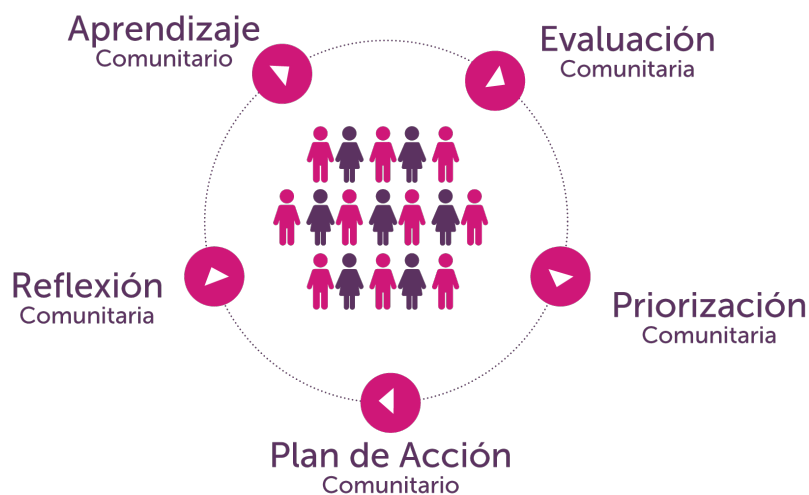 Aprendizaje
Comunitario
Evaluación
Comunitaria
Reflexión
Comunitaria
Priorización
Comunitaria
Plan de Acción
Comunitario